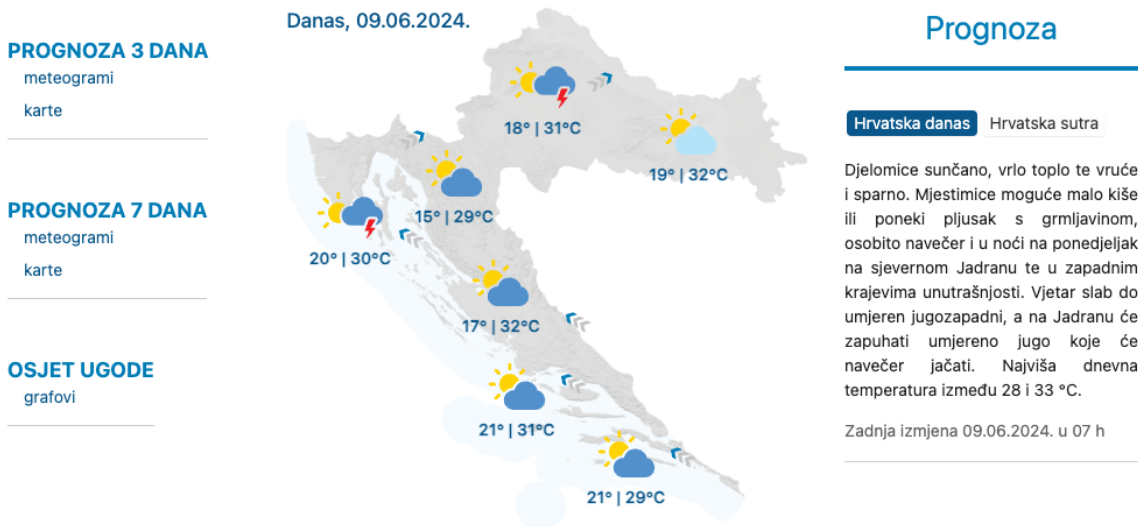 PROGNOZA 3 DANA
meteogrami
karte
PROGNOZA 7 DANA
meteogrami
karte
OSJET UGODE
grafovi
Danas, 09.06.2024.
18° | 31°C
19° | 32°C
15° | 29°C
20° | 30°C
17° | 32°C
21° | 31°C
21° | 29°C
Prognoza
Hrvatska danas Hrvatska sutra
Djelomice sunčano, vrlo toplo te vruće
i sparno. Mjestimice moguće malo kiše
ili poneki pljusak s grmljavinom,
osobito navečer i u noći na ponedjeljak
na sjevernom Jadranu te u zapadnim
krajevima unutrašnjosti. Vjetar slab do
umjeren jugozapadni, a na Jadranu će
zapuhati umjereno jugo koje će
navečer jačati. Najviša dnevna
temperatura između 28 i 33 °C.
Zadnja izmjena 09.06.2024. u 07 h